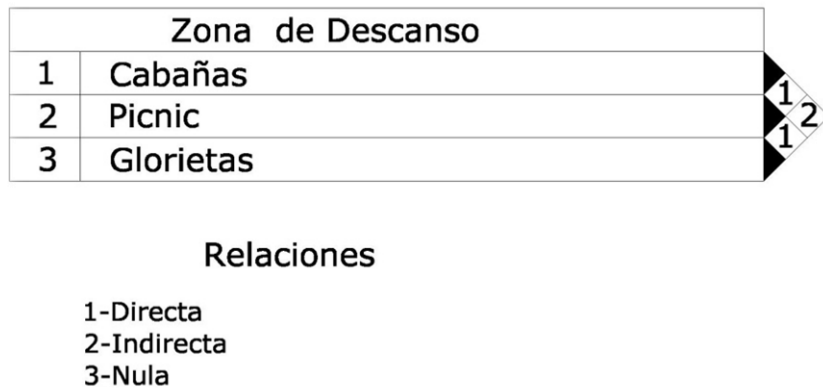 Zona de Descanso
1 Cabañas
1
2 Picnic
2
1
3 Glorietas
Relaciones
1-Directa
2-Indirecta
3-Nula